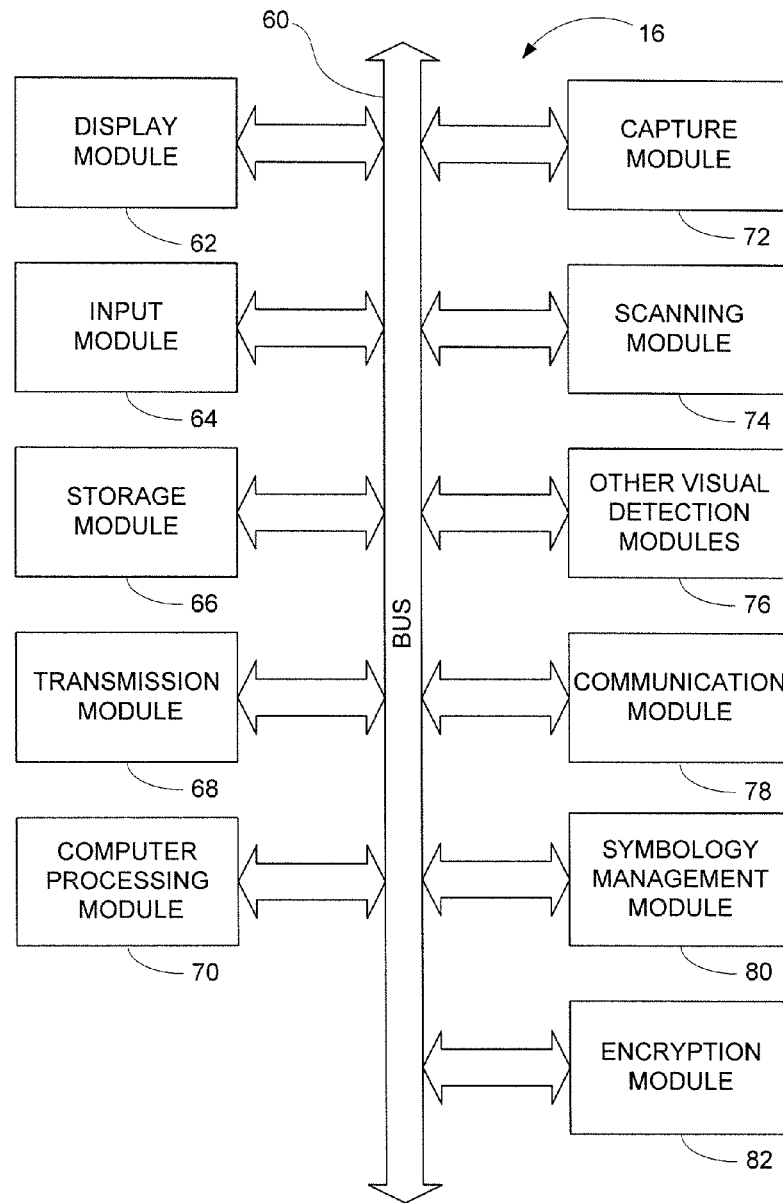 60
16
DISPLAY
MODULE
62
CAPTURE
MODULE
72
INPUT
MODULE
64
SCANNING
MODULE
74
STORAGE
MODULE
66
OTHER VISUAL
DETECTION
MODULES
76
BUS
TRANSMISSION
MODULE
68
COMMUNICATION
MODULE
78
COMPUTER
PROCESSING
MODULE
70
SYMBOLOGY
MANAGEMENT
MODULE
80
ENCRYPTION
MODULE
82